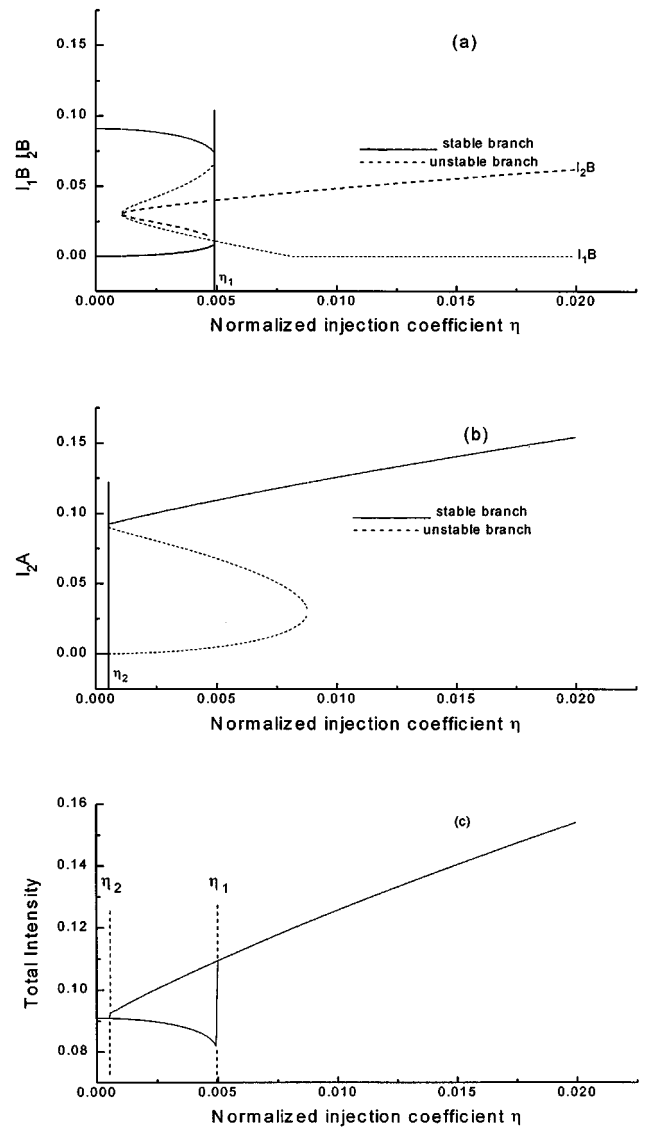 (a)
0.15
0.10
0.05
0.00
I₁B I₂B
stable branch
unstable branch
I₂B
I₁B
η₁
0.000 0.005 0.010 0.015 0.020
Normalized injection coefficient η
(b)
0.15
0.10
0.05
0.00
I₂A
stable branch
unstable branch
η₂
0.000 0.005 0.010 0.015 0.020
Normalized injection coefficient η
(c)
0.16
0.14
0.12
0.10
0.08
Total Intensity
η₂ η₁
0.000 0.005 0.010 0.015 0.020
Normalized injection coefficient η